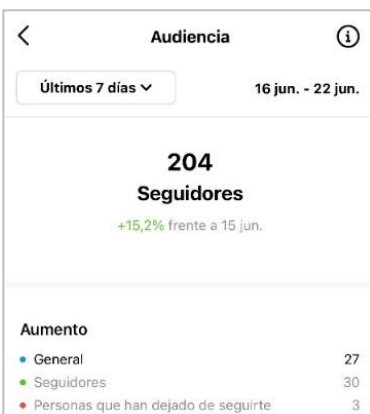 Audiencia
Últimos 7 días
16 jun. - 22 jun.
204
Seguidores
+15,2% frente a 15 jun.
Aumento
General 27
Seguidores 30
Personas que han dejado de seguirte 3